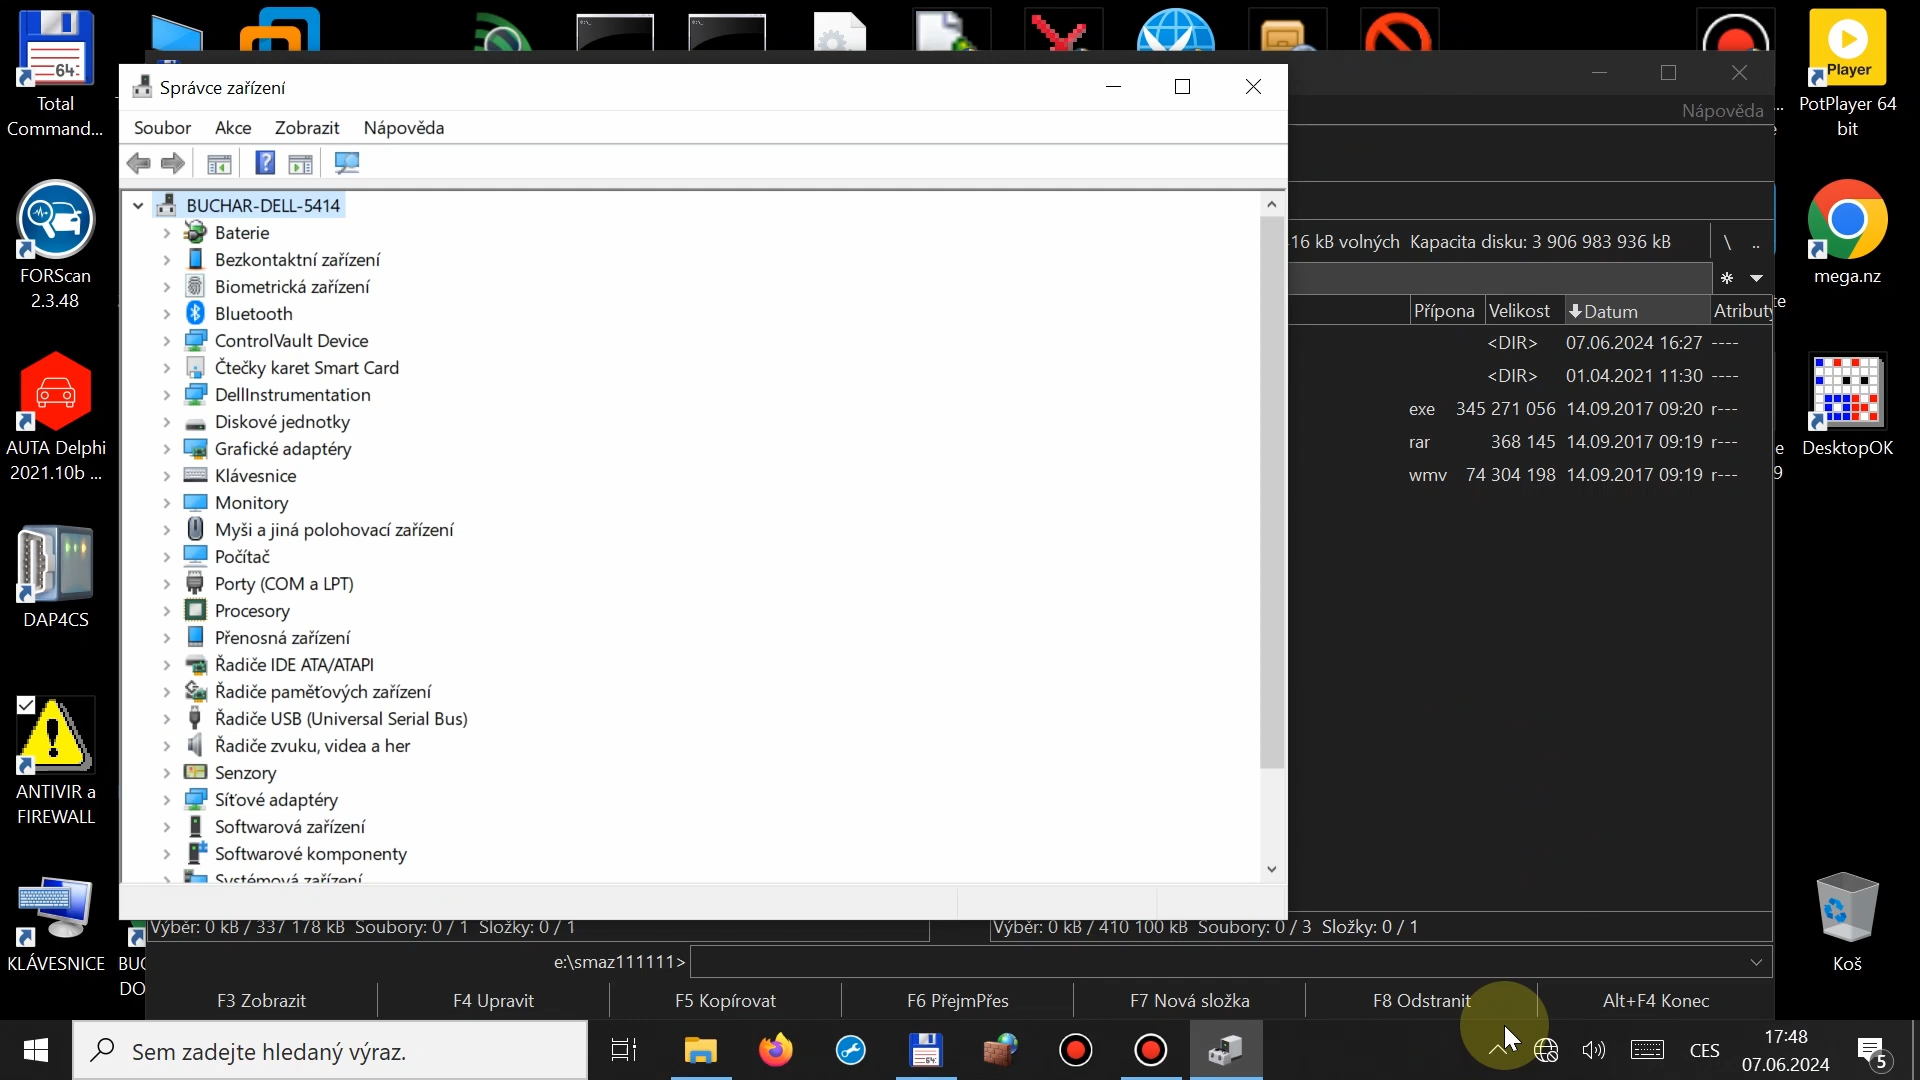 64
Total
Command...
FORScan
2.3.48
AUTA Delphi
2021.10b ...
DAP4CS
ANTIVIR a
FIREWALL
KLÁVESNICE
BUC
DO
Správce zařízení
Soubor Akce Zobrazit Nápověda
BUCHAR-DELL-5414
Baterie
Bezkontaktní zařízení
Biometrická zařízení
Bluetooth
ControlVault Device
Čtečky karet Smart Card
DellInstrumentation
Diskové jednotky
Grafické adaptéry
Klávesnice
Monitory
Myši a jiná polohovací zařízení
Počítač
Porty (COM a LPT)
Procesory
Přenosná zařízení
Řadiče IDE ATA/ATAPI
Řadiče paměťových zařízení
Řadiče USB (Universal Serial Bus)
Řadiče zvuku, videa a her
Senzory
Síťové adaptéry
Softwarová zařízení
Softwarové komponenty
Systémová zařízení
Nápověda
16 kB volných Kapacita disku: 3 906 983 936 kB \ ..
* 
Přípona Velikost Datum Atributy
<DIR> 07.06.2024 16:27 ----
<DIR> 01.04.2021 11:30 ----
exe 345 271 056 14.09.2017 09:20 r---
rar 368 145 14.09.2017 09:19 r---
wmv 74 304 198 14.09.2017 09:19 r---
Výběr: 0 kB / 337 178 kB Soubory: 0 / 1 Složky: 0 / 1
Výběr: 0 kB / 410 100 kB Soubory: 0 / 3 Složky: 0 / 1
e:\smaz111111>
F3 Zobrazit F4 Upravit F5 Kopírovat F6 PřejmPřes F7 Nová složka F8 Odstranit Alt+F4 Konec
Player
PotPlayer 64
bit
mega.nz
DesktopOK
Koš
Sem zadejte hledaný výraz.
64
CES
17:48
07.06.2024
5